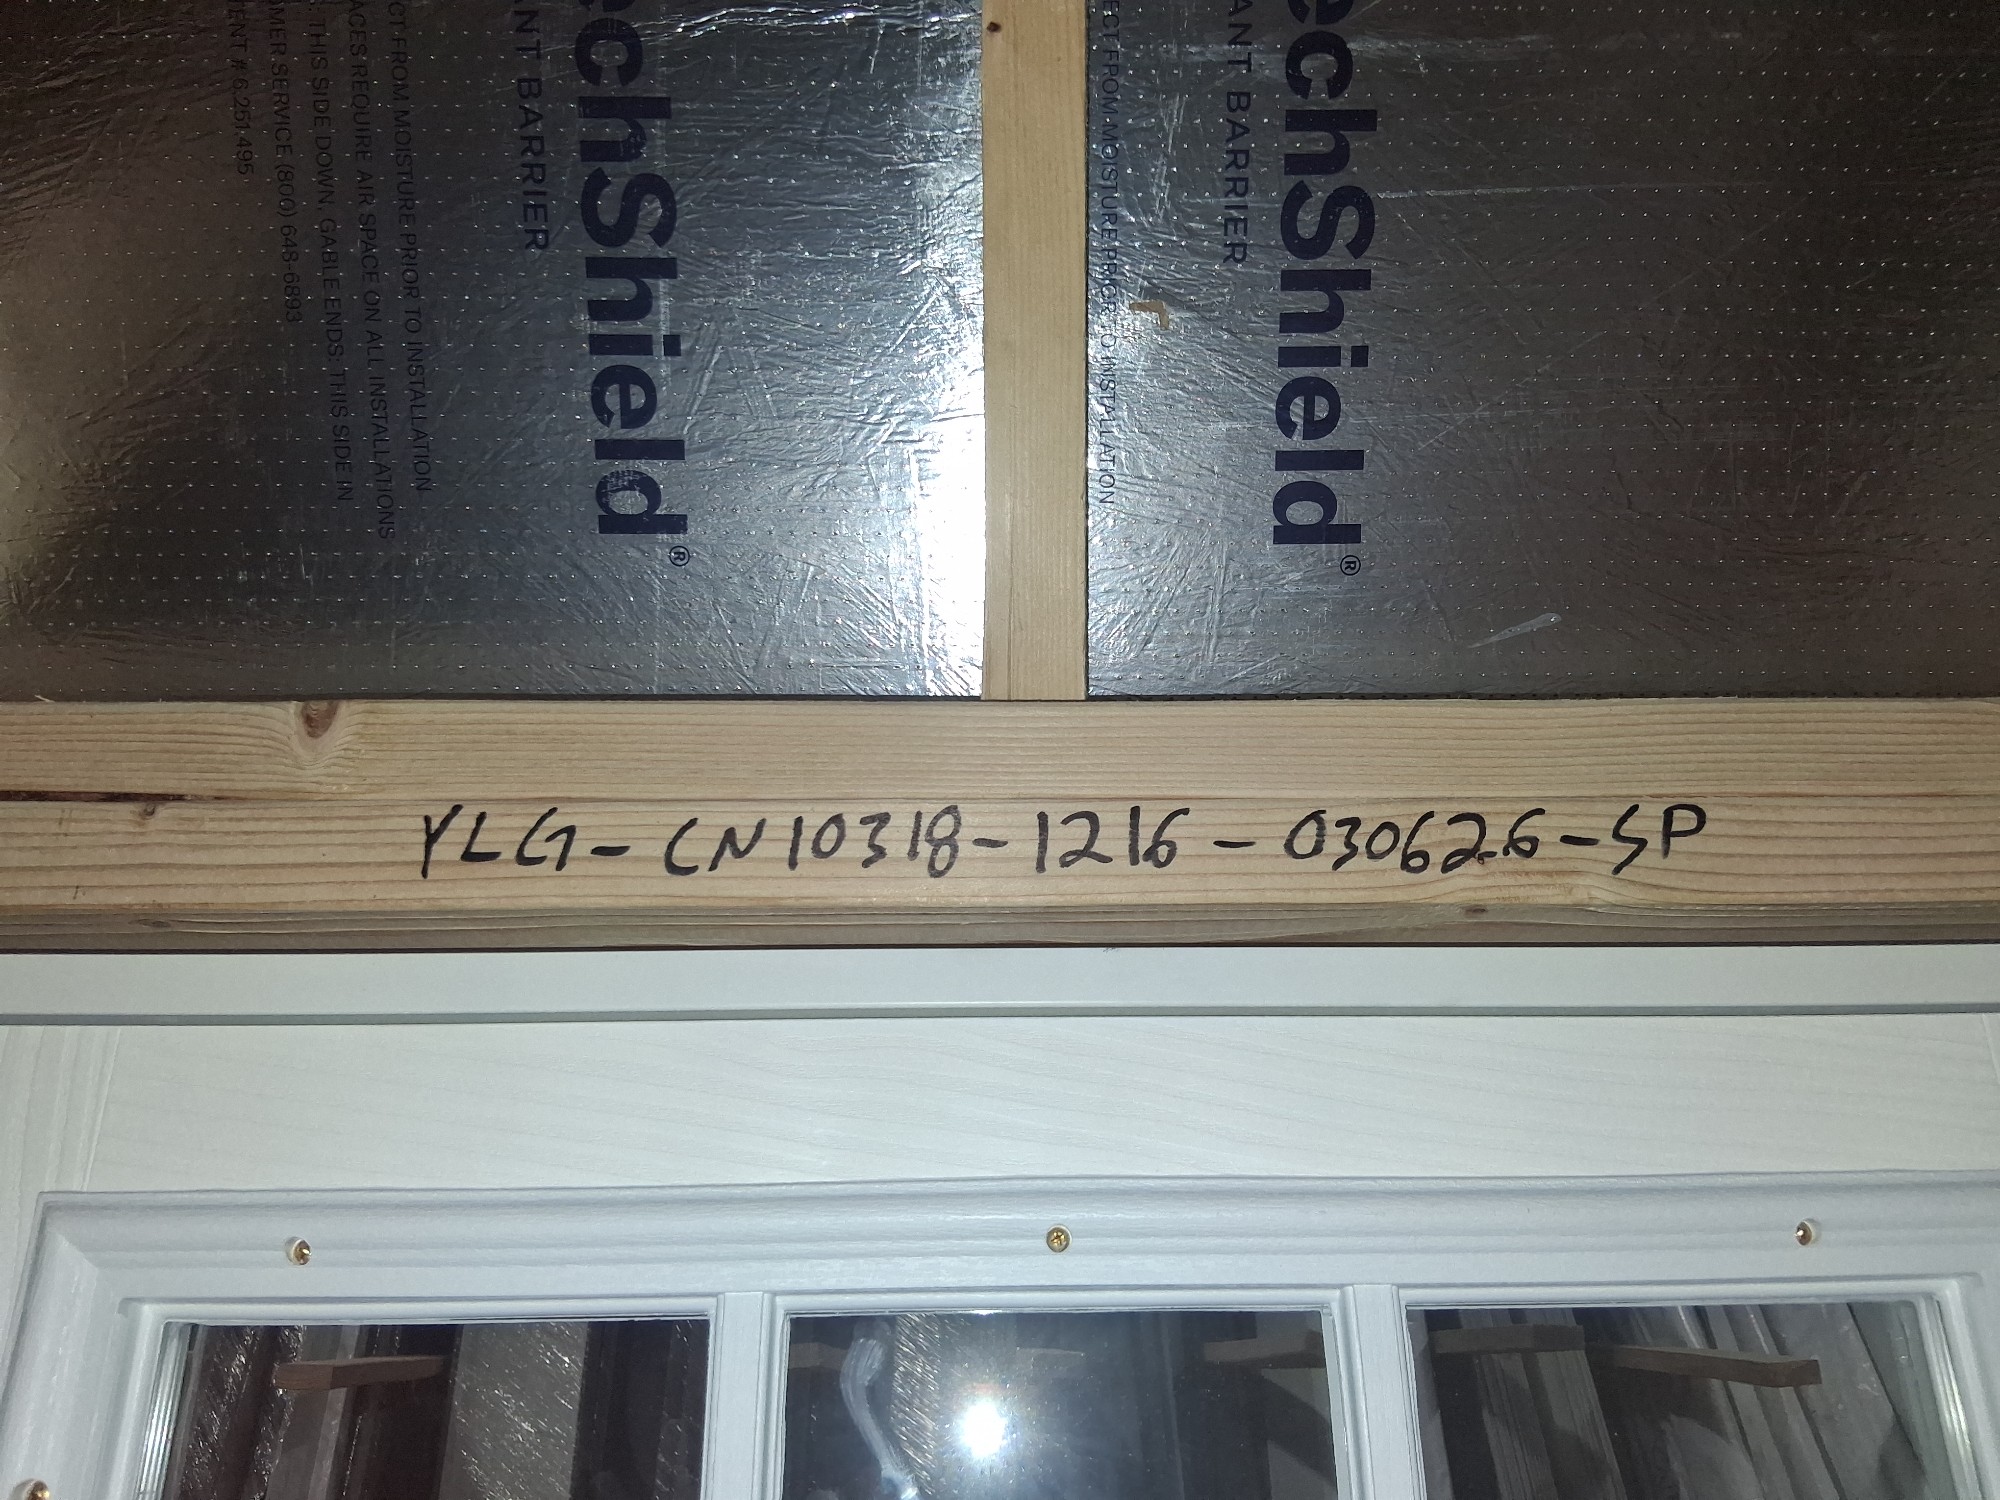 CT FROM MOISTURE PRIOR TO INSTALLATION
ACES REQUIRE AIR SPACE ON ALL INSTALLATIONS
THIS SIDE DOWN, GABLE ENDS: THIS SIDE IN
OMER SERVICE (800) 648-6893
ENT # 6,251,495
echShield®
ANT BARRIER
echShield®
ANT BARRIER
ECT FROM MOISTURE PRIOR TO INSTALLATION
YLG-CN10318-1216-030626-SP